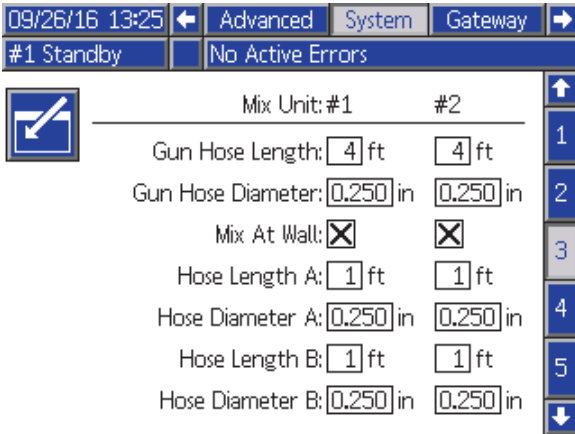 09/26/16 13:25 Advanced System Gateway
#1 Standby No Active Errors
Mix Unit: #1 #2
1
Gun Hose Length: 4 ft 4 ft
Gun Hose Diameter: 0.250 in 0.250 in
2
Mix At Wall:
3
Hose Length A: 1 ft 1 ft
Hose Diameter A: 0.250 in 0.250 in
4
Hose Length B: 1 ft 1 ft
5
Hose Diameter B: 0.250 in 0.250 in